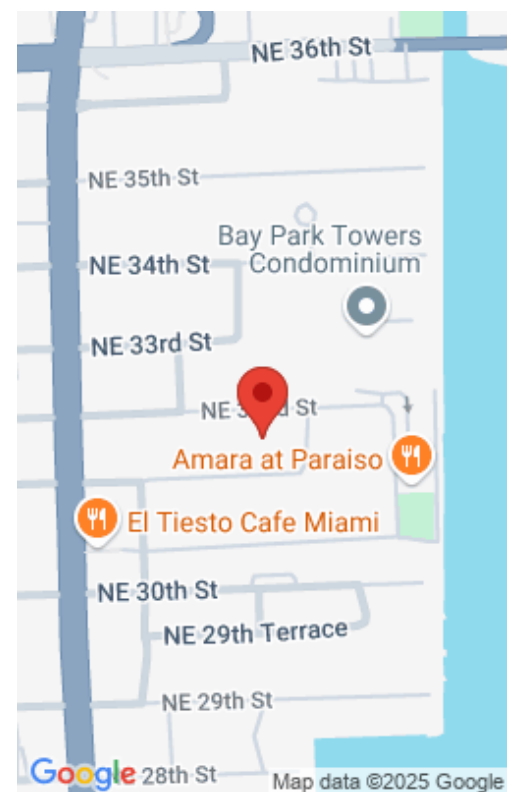 NE 36th St
NE 35th St
Bay Park Towers
Condominium
NE 34th St
NE 33rd St
NE St
Amara at Paraiso
El Tiesto Cafe Miami
NE 30th St
NE 29th Terrace
NE 29th St
28th St
Google
Map data ©2025 Google